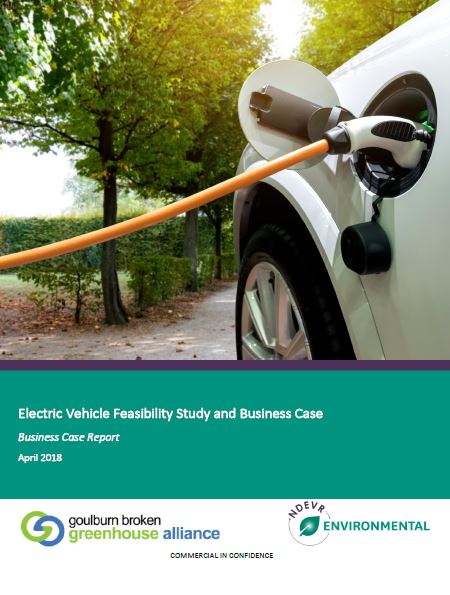 Electric Vehicle Feasibility Study and Business Case
Business Case Report
April 2018
goulburn broken
greenhouse alliance
NDEVR
ENVIRONMENTAL
COMMERCIAL IN CONFIDENCE